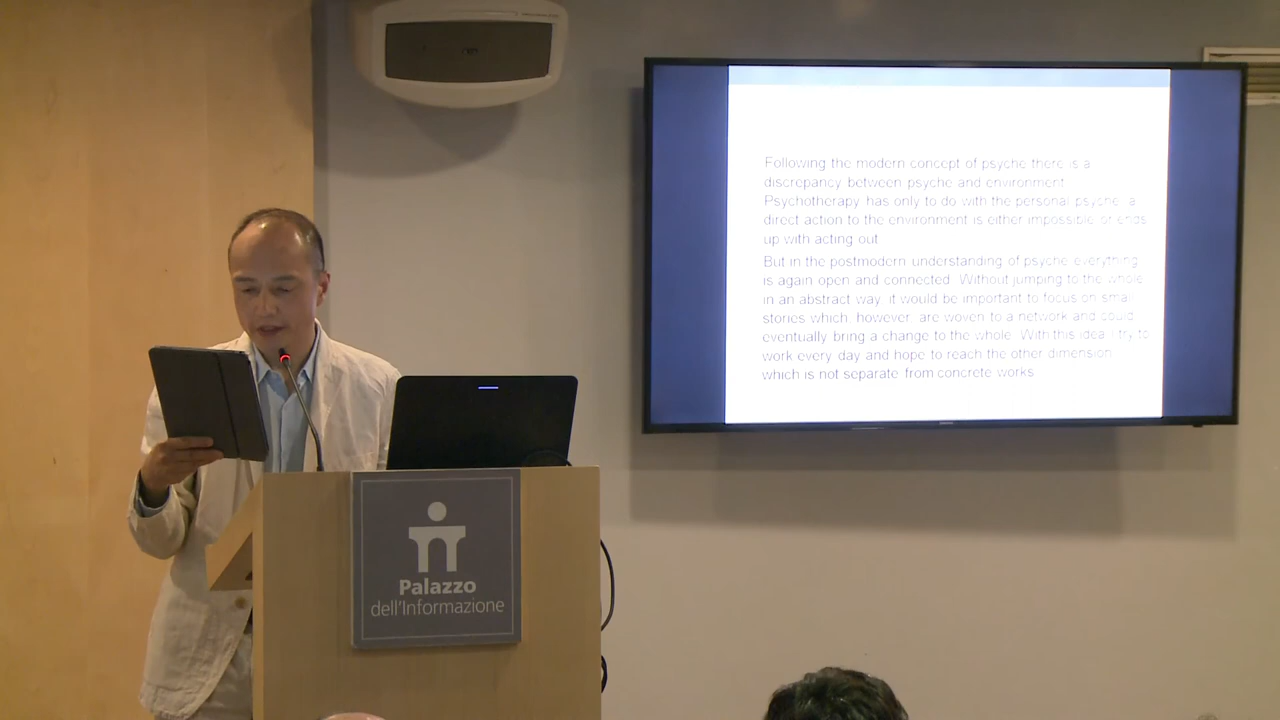 Following the modern concept of psyche there is a
discrepancy between psyche and environment.
Psychotherapy has only to do with the personal psyche; a
direct action to the environment is either impossible or ends
up with acting out.
But in the postmodern understanding of psyche everything
is again open and connected. Without jumping to the whole
in an abstract way, it would be important to focus on small
stories which, however, are woven to a network and could
eventually bring a change to the whole. With this idea I try to
work every day and hope to reach the other dimension
which is not separate from concrete works.
Palazzo
dell'Informazione